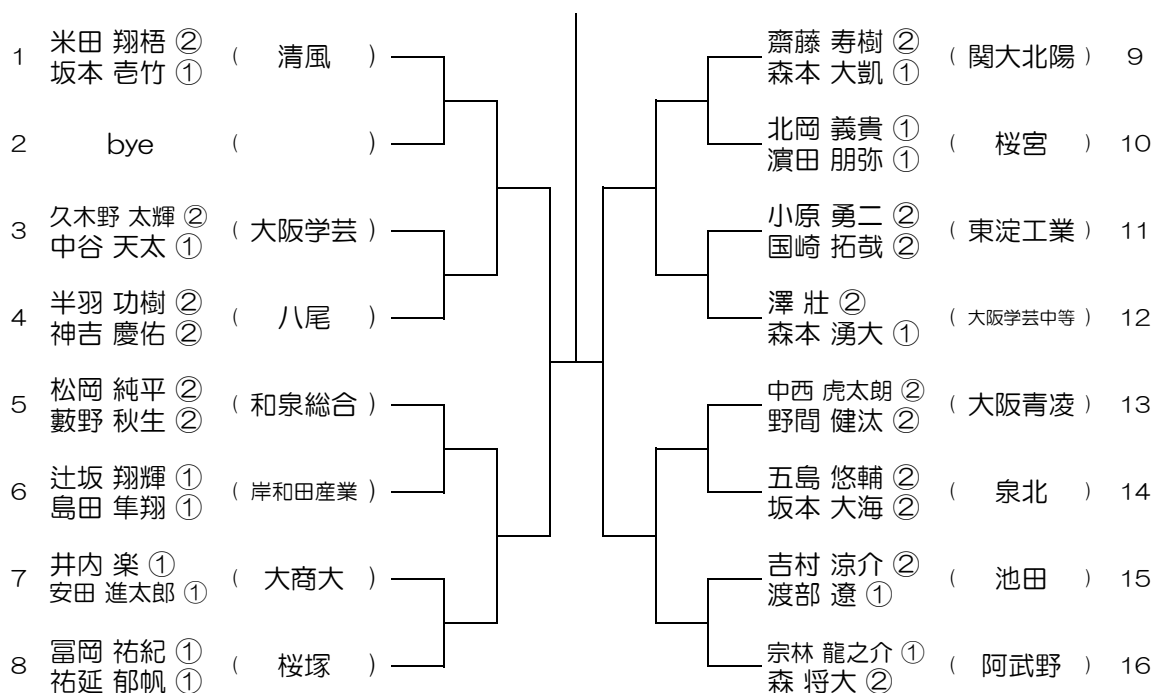 1 米田 翔梧 ② ( 清風 )
坂本 壱竹 ①
2 bye ( )
3 久木野 太輝 ② ( 大阪学芸 )
中谷 天太 ①
4 半羽 功樹 ② ( 八尾 )
神吉 慶佑 ②
5 松岡 純平 ② ( 和泉総合 )
藪野 秋生 ②
6 辻坂 翔輝 ① ( 岸和田産業 )
島田 隼翔 ①
7 井内 楽 ① ( 大商大 )
安田 進太郎 ①
8 冨岡 祐紀 ① ( 桜塚 )
祐延 郁帆 ①
齋藤 寿樹 ② ( 関大北陽 ) 9
森本 大凱 ①
北岡 義貴 ① ( 桜宮 ) 10
濵田 朋弥 ①
小原 勇二 ② ( 東淀工業 ) 11
国崎 拓哉 ②
澤 壯 ② ( 大阪学芸中等 ) 12
森本 湧大 ①
中西 虎太朗 ② ( 大阪青凌 ) 13
野間 健汰 ②
五島 悠輔 ② ( 泉北 ) 14
坂本 大海 ②
吉村 涼介 ② ( 池田 ) 15
渡部 遼 ①
宗林 龍之介 ① ( 阿武野 ) 16
森 将大 ②